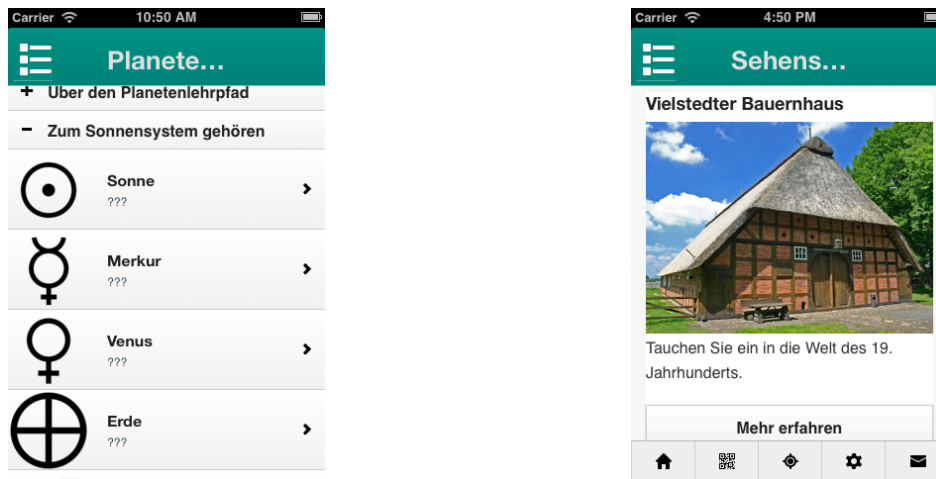 Carrier 10:50 AM
Planete...
+ Über den Planetenlehrpfad
- Zum Sonnensystem gehören
Sonne
???
Merkur
???
Venus
???
Erde
???
Carrier 4:50 PM
Sehens...
Vielstedter Bauernhaus
Tauchen Sie ein in die Welt des 19.
Jahrhunderts.
Mehr erfahren